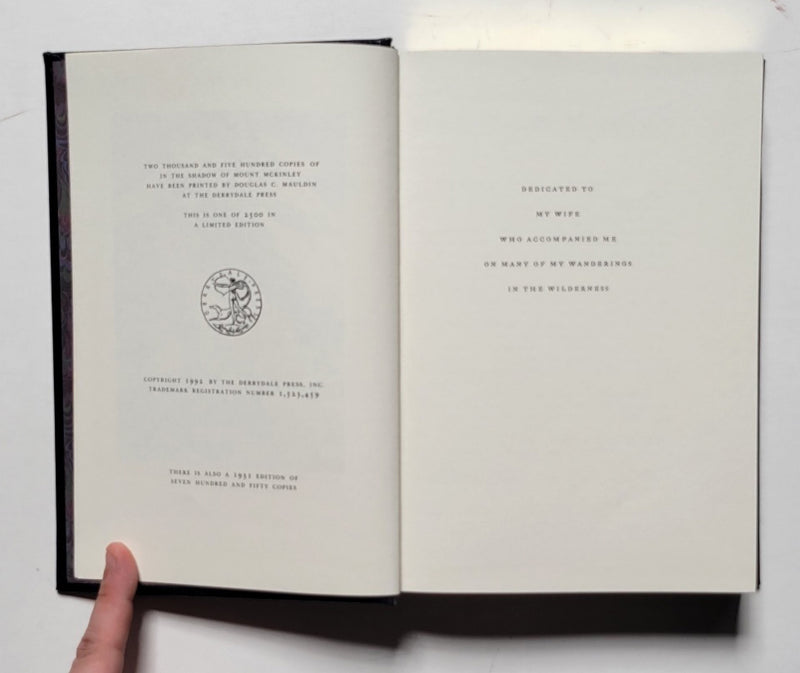 TWO THOUSAND AND FIVE HUNDRED COPIES OF
IN THE SHADOW OF MOUNT MCKINLEY
HAVE BEEN PRINTED BY DOUGLAS C. MAULDIN
AT THE DERRYDALE PRESS
THIS IS ONE OF 2500 IN
A LIMITED EDITION
DERRYDALE PRESS
COPYRIGHT 1992 BY THE DERRYDALE PRESS, INC.
TRADEMARK REGISTRATION NUMBER 1,523,459
THERE IS ALSO A 1931 EDITION OF
SEVEN HUNDRED AND FIFTY COPIES
DEDICATED TO
MY WIFE
WHO ACCOMPANIED ME
ON MANY OF MY WANDERINGS
IN THE WILDERNESS